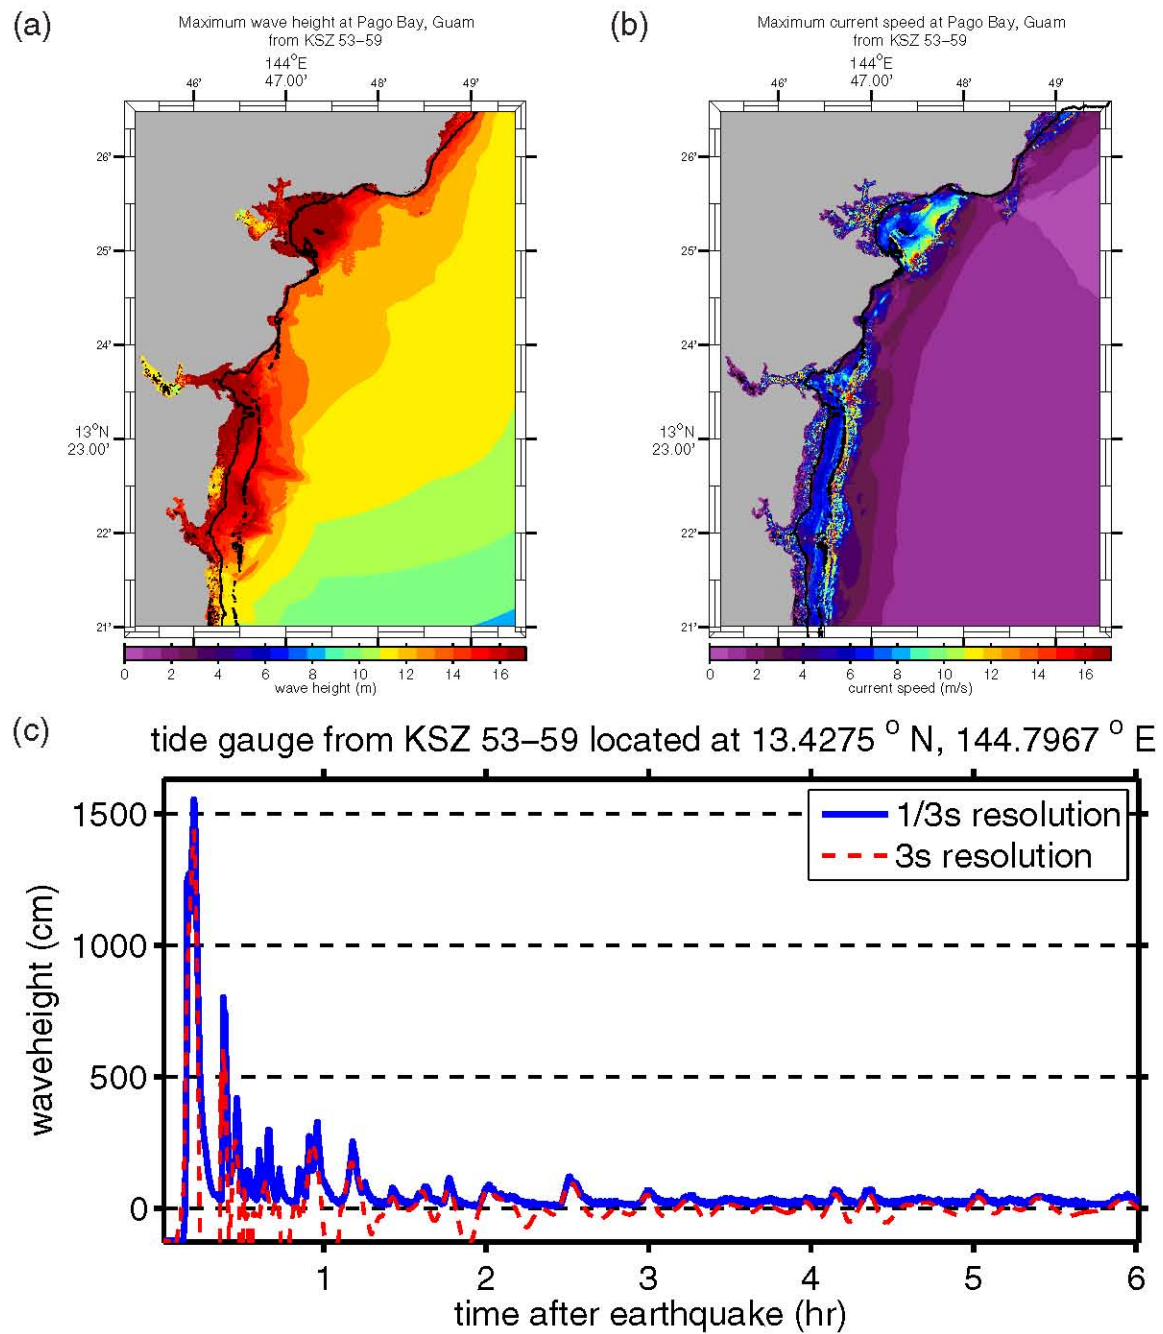 (a)
Maximum wave height at Pago Bay, Guam
from KSZ 53–59
144°E
46' 47.00' 48' 49'
26'
25'
24'
13°N
23.00'
22'
21'
0 2 4 6 8 10 12 14 16
wave height (m)
(b)
Maximum current speed at Pago Bay, Guam
from KSZ 53–59
144°E
46' 47.00' 48' 49'
26'
25'
24'
13°N
23.00'
22'
21'
0 2 4 6 8 10 12 14 16
current speed (m/s)
(c)
tide gauge from KSZ 53–59 located at 13.4275 ° N, 144.7967 ° E
1500
1000
500
0
waveheight (cm)
1/3s resolution
3s resolution
1 2 3 4 5 6
time after earthquake (hr)